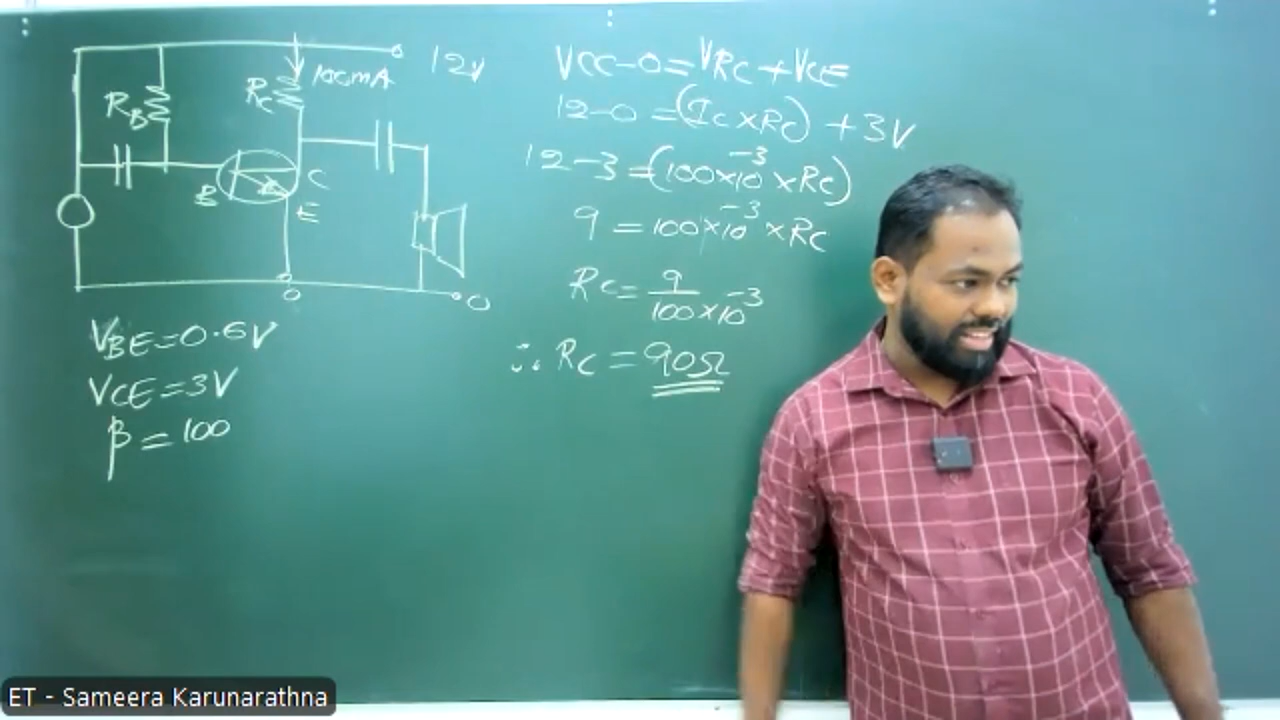 12V
100mA
RB
RC
B
C
E
0
0
VBE=0.6V
VCE=3V
β=100
VCC-0=VRC+VCE
12-0=(IC×RC)+3V
12-3=(100×10⁻³×RC)
9=100×10⁻³×RC
RC=9/100×10⁻³
∴ RC=90Ω
ET - Sameera Karunarathna